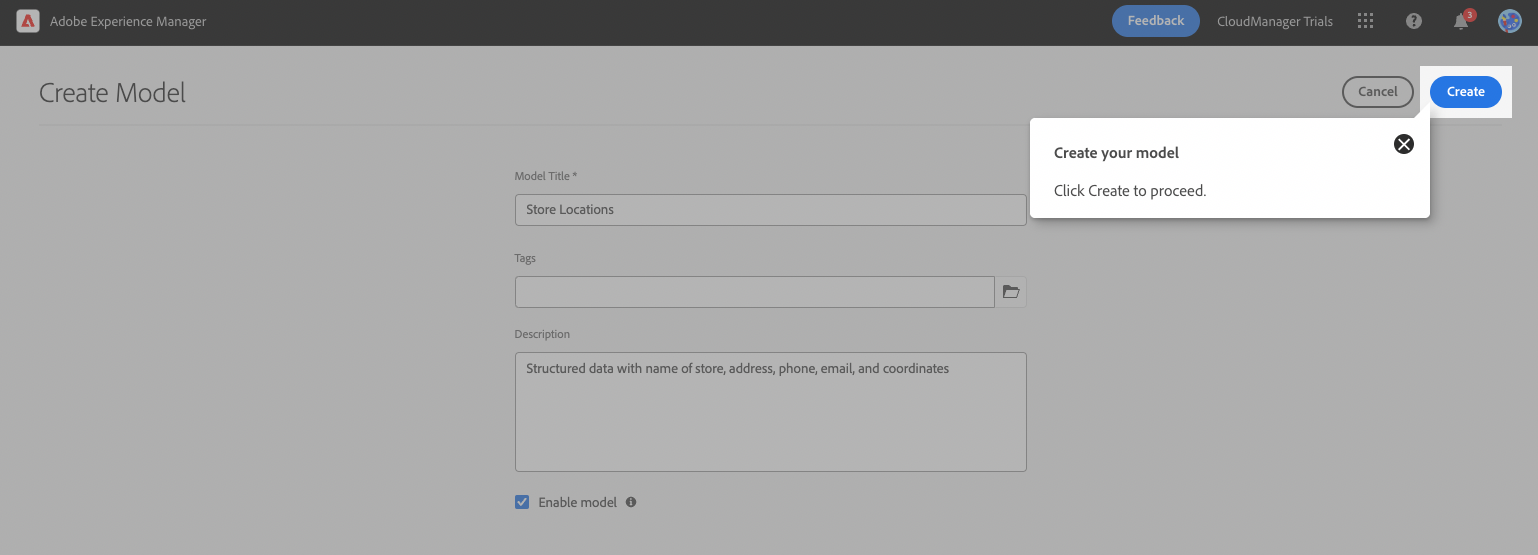 Adobe Experience Manager
Feedback
CloudManager Trials
3
Create Model
Cancel
Create
Create your model
Click Create to proceed.
Model Title *
Store Locations
Tags
Description
Structured data with name of store, address, phone, email, and coordinates
Enable model